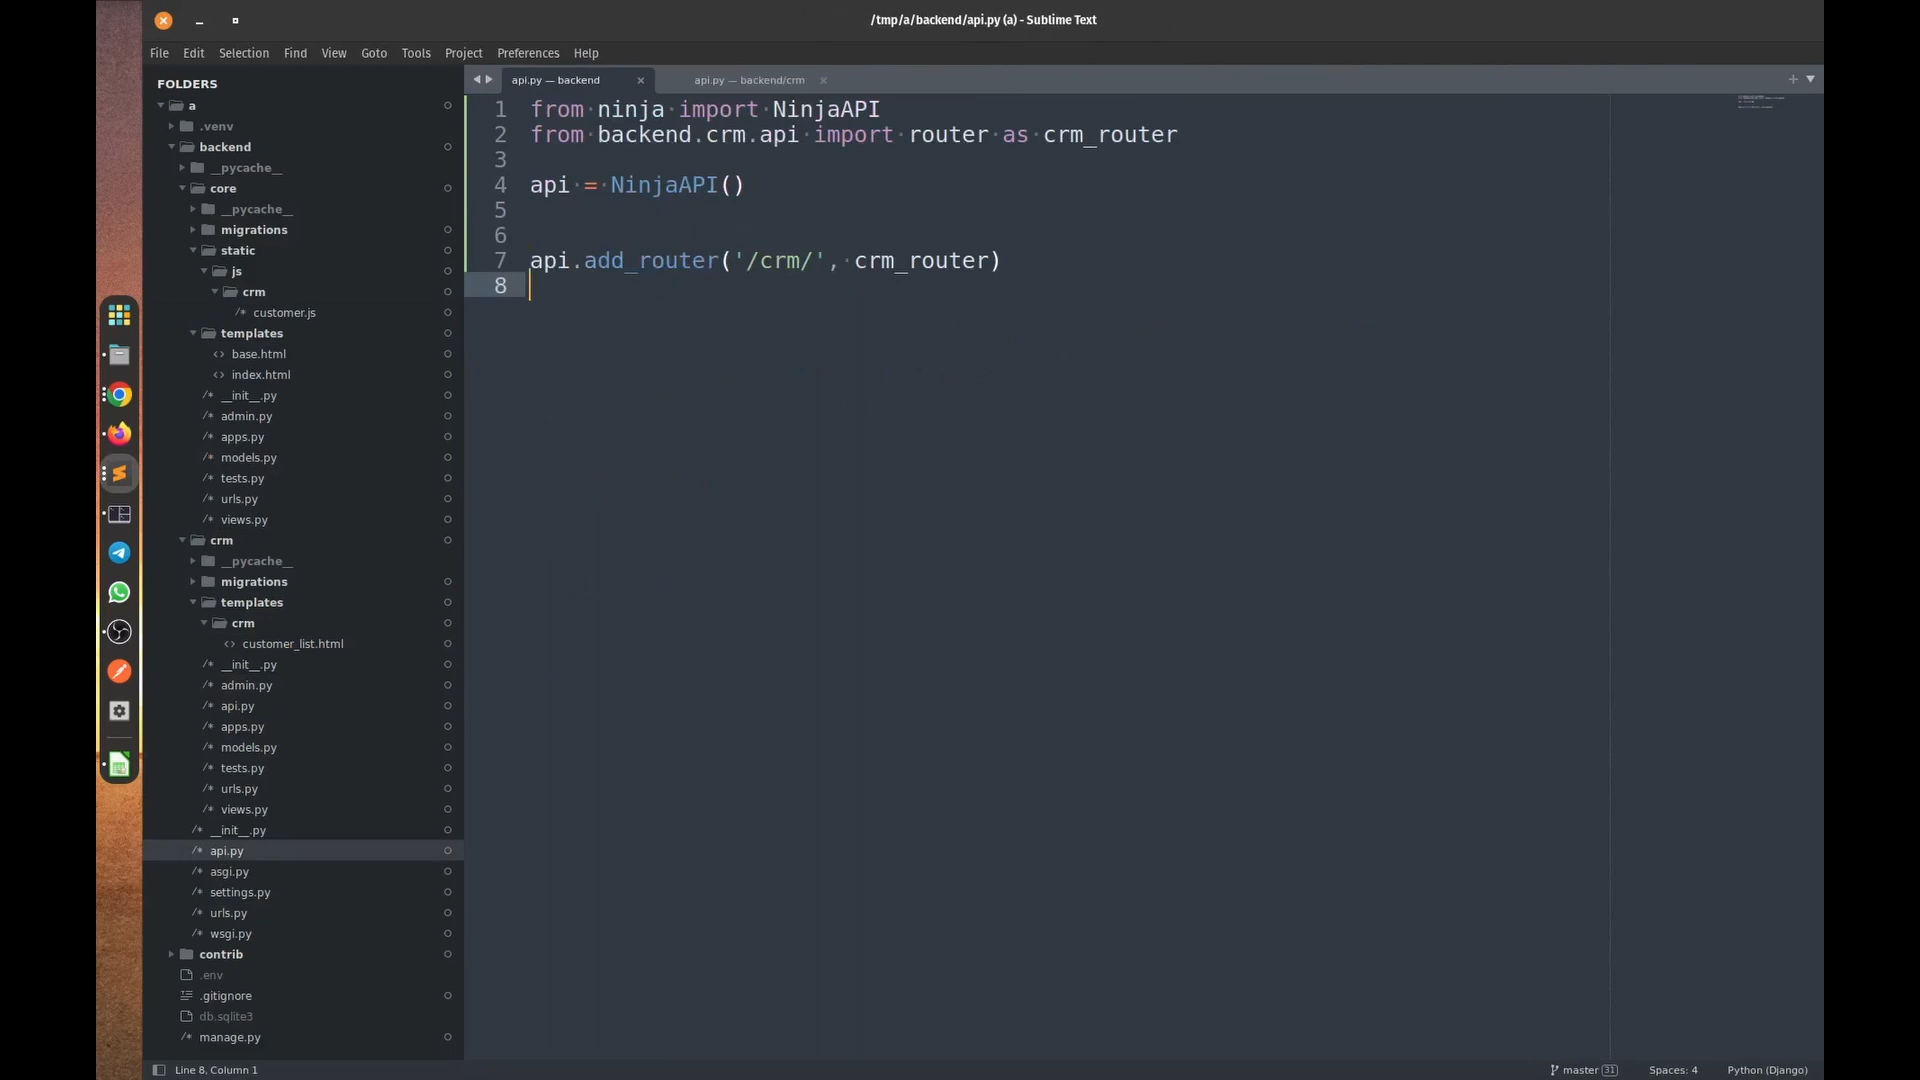 /tmp/a/backend/api.py (a) - Sublime Text
File Edit Selection Find View Goto Tools Project Preferences Help
FOLDERS
a
.venv
backend
__pycache__
core
__pycache__
migrations
static
js
crm
/* customer.js
templates
<> base.html
<> index.html
/* __init__.py
/* admin.py
/* apps.py
/* models.py
/* tests.py
/* urls.py
/* views.py
crm
__pycache__
migrations
templates
crm
<> customer_list.html
/* __init__.py
/* admin.py
/* api.py
/* apps.py
/* models.py
/* tests.py
/* urls.py
/* views.py
/* __init__.py
/* api.py
/* asgi.py
/* settings.py
/* urls.py
/* wsgi.py
contrib
.env
.gitignore
db.sqlite3
/* manage.py
api.py — backend × api.py — backend/crm ×
1 from ninja import NinjaAPI
2 from backend.crm.api import router as crm_router
3
4 api = NinjaAPI()
5
6
7 api.add_router('/crm/', crm_router)
8
Line 8, Column 1 master 31 Spaces: 4 Python (Django)